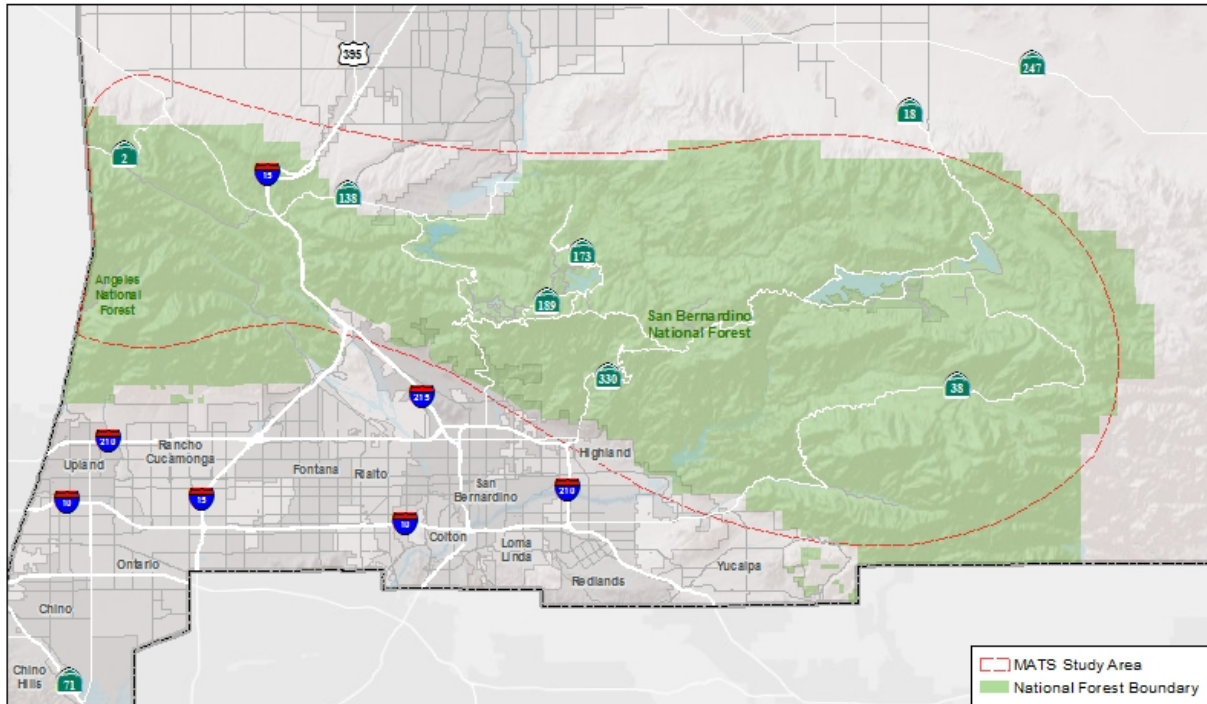 395
247
18
2
15
138
173
Angeles
National
Forest
189
San Bernardino
National Forest
330
38
215
210
Upland
Rancho
Cucamonga
Highland
Fontana
Rialto
San
Bernardino
210
10
15
10
Colton
Loma
Linda
Ontario
Redlands
Yucaipa
Chino
Chino
Hills
71
MATS Study Area
National Forest Boundary